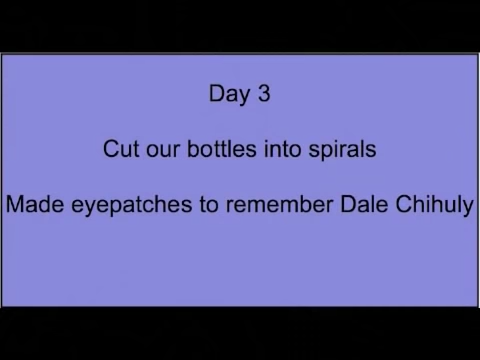 Day 3
Cut our bottles into spirals
Made eyepatches to remember Dale Chihuly